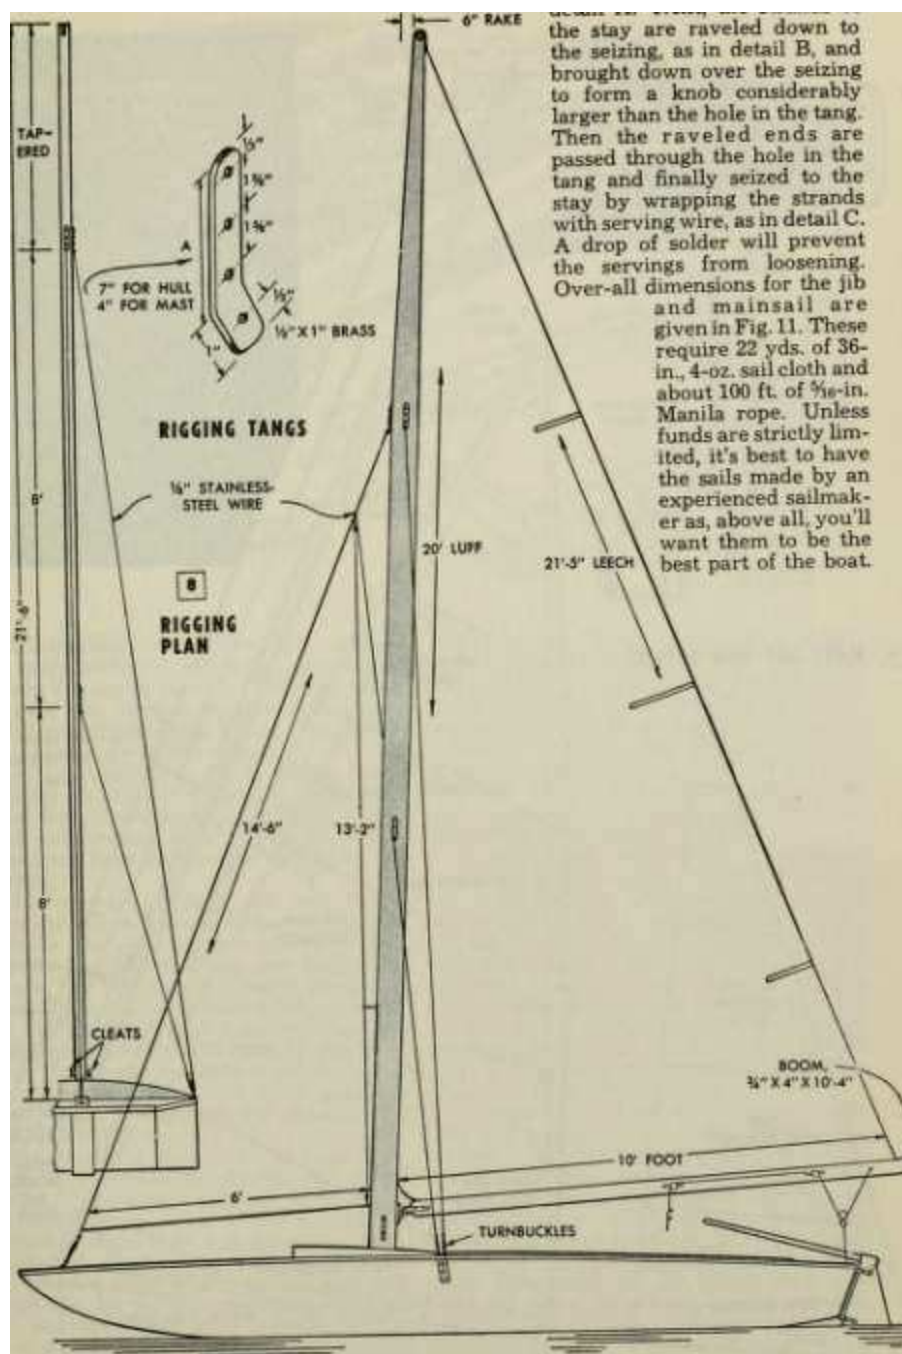 6" RAKE
the stay are raveled down to
the seizing, as in detail B, and
brought down over the seizing
to form a knob considerably
larger than the hole in the tang.
Then the raveled ends are
passed through the hole in the
tang and finally seized to the
stay by wrapping the strands
with serving wire, as in detail C.
A drop of solder will prevent
the servings from loosening.
Over-all dimensions for the jib
and mainsail are
given in Fig. 11. These
require 22 yds. of 36-
in., 4-oz. sail cloth and
about 100 ft. of 5/16-in.
Manila rope. Unless
funds are strictly lim-
ited, it's best to have
the sails made by an
experienced sailmak-
er as, above all, you'll
want them to be the
best part of the boat.
TAP-
ERED
½"
A
7" FOR HULL
4" FOR MAST
½"
X 1" BRASS
1"
RIGGING TANGS
8'
⅛" STAINLESS-
STEEL WIRE
20' LUFF
21'-5" LEECH
8
RIGGING
PLAN
21'-6"
14'-6"
13'-2"
8'
CLEATS
BOOM,
¾" X 4" X 10'-4"
10' FOOT
6'
TURNBUCKLES